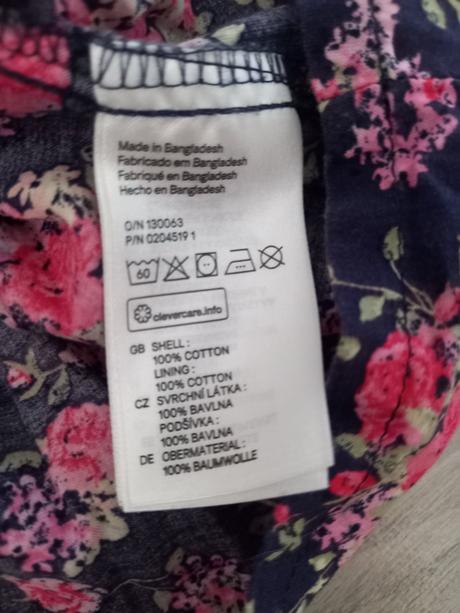 Made in Bangladesh
Fabricado em Bangladesh
Fabriqué en Bangladesh
Hecho en Bangladesh
O/N 130063
P/N 0204519 1
60
clevercare.info
GB SHELL:
100% COTTON
LINING:
100% COTTON
CZ SVRCHNÍ LÁTKA:
100% BAVLNA
PODŠÍVKA:
100% BAVLNA
DE OBERMATERIAL:
100% BAUMWOLLE